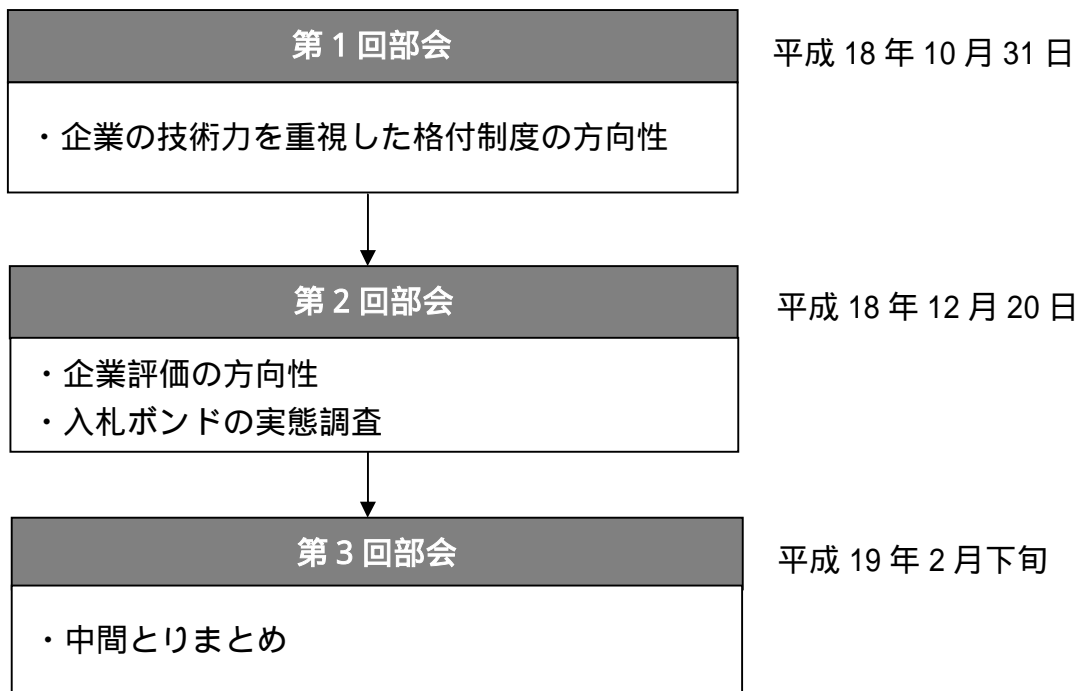 第 1 回部会
平成 18 年 10 月 31 日
・企業の技術力を重視した格付制度の方向性
第 2 回部会
平成 18 年 12 月 20 日
・企業評価の方向性
・入札ボンドの実態調査
第 3 回部会
平成 19 年 2 月下旬
・中間とりまとめ